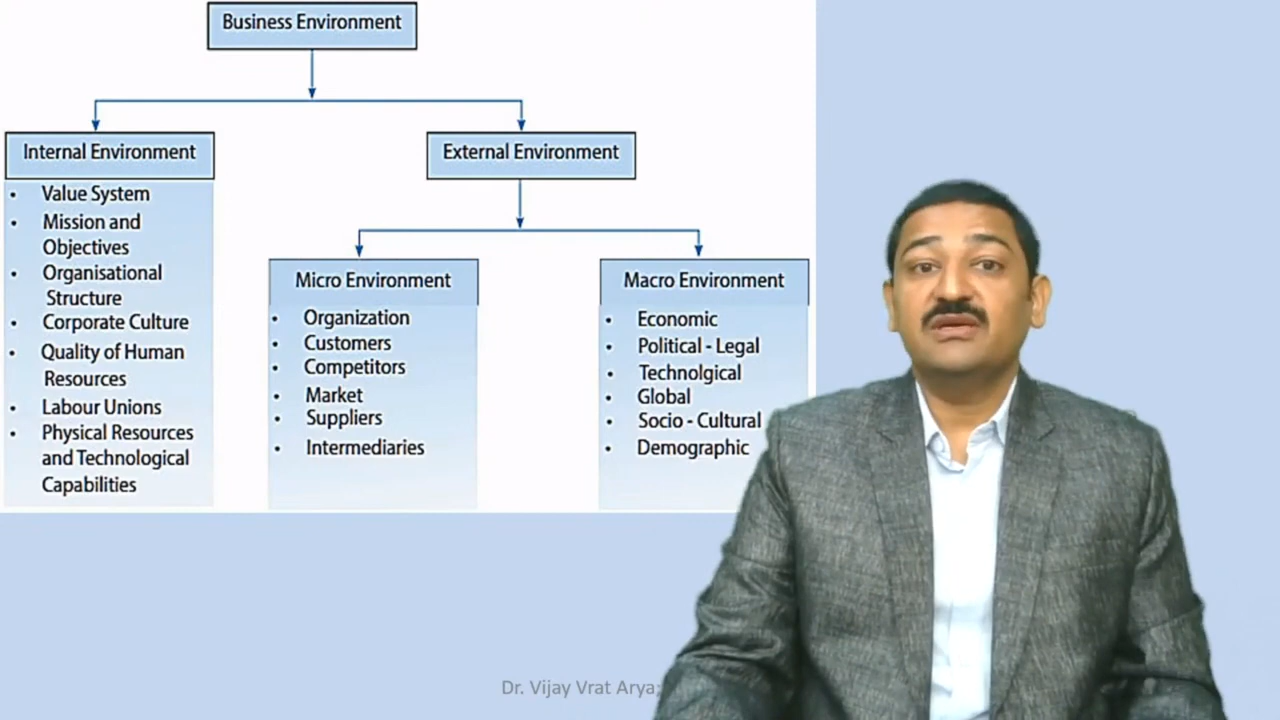 Business Environment
Internal Environment
• Value System
• Mission and
Objectives
• Organisational
Structure
• Corporate Culture
• Quality of Human
Resources
• Labour Unions
• Physical Resources
and Technological
Capabilities
External Environment
Micro Environment
• Organization
• Customers
• Competitors
• Market
• Suppliers
• Intermediaries
Macro Environment
• Economic
• Political - Legal
• Technolgical
• Global
• Socio - Cultural
• Demographic
Dr. Vijay Vrat Arya;